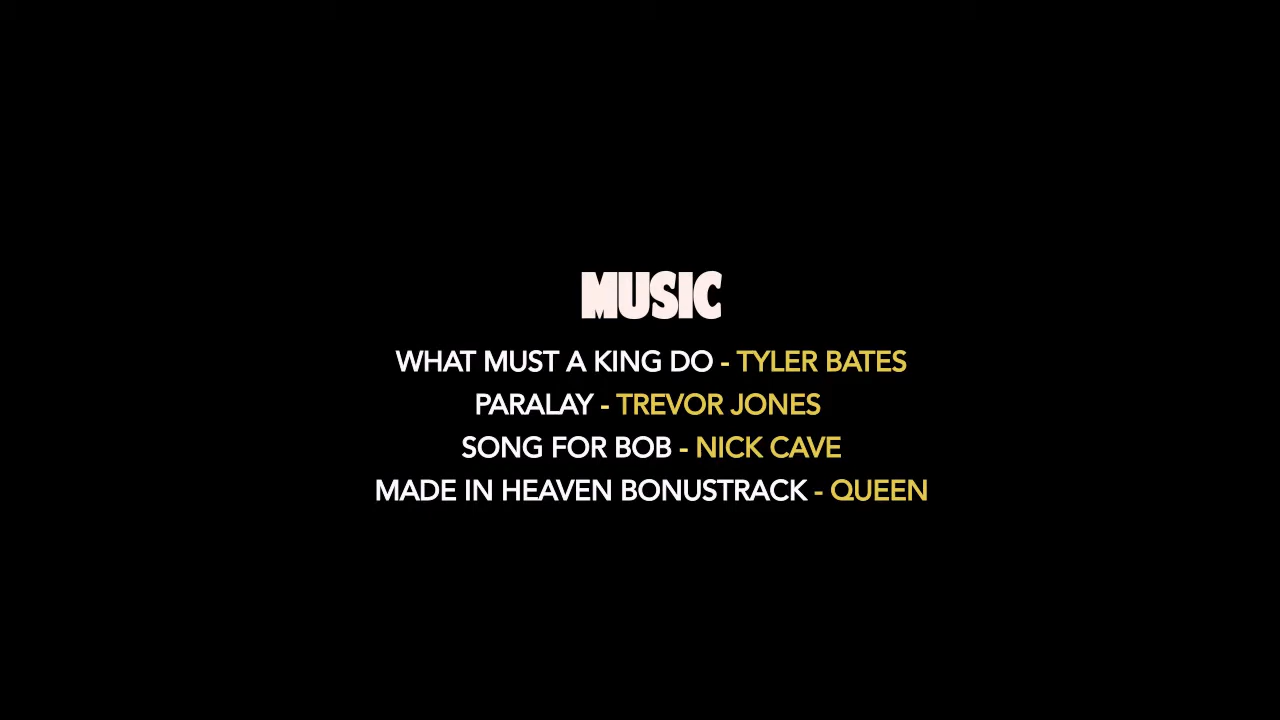 MUSIC
WHAT MUST A KING DO - TYLER BATES
PARALAY - TREVOR JONES
SONG FOR BOB - NICK CAVE
MADE IN HEAVEN BONUSTRACK - QUEEN